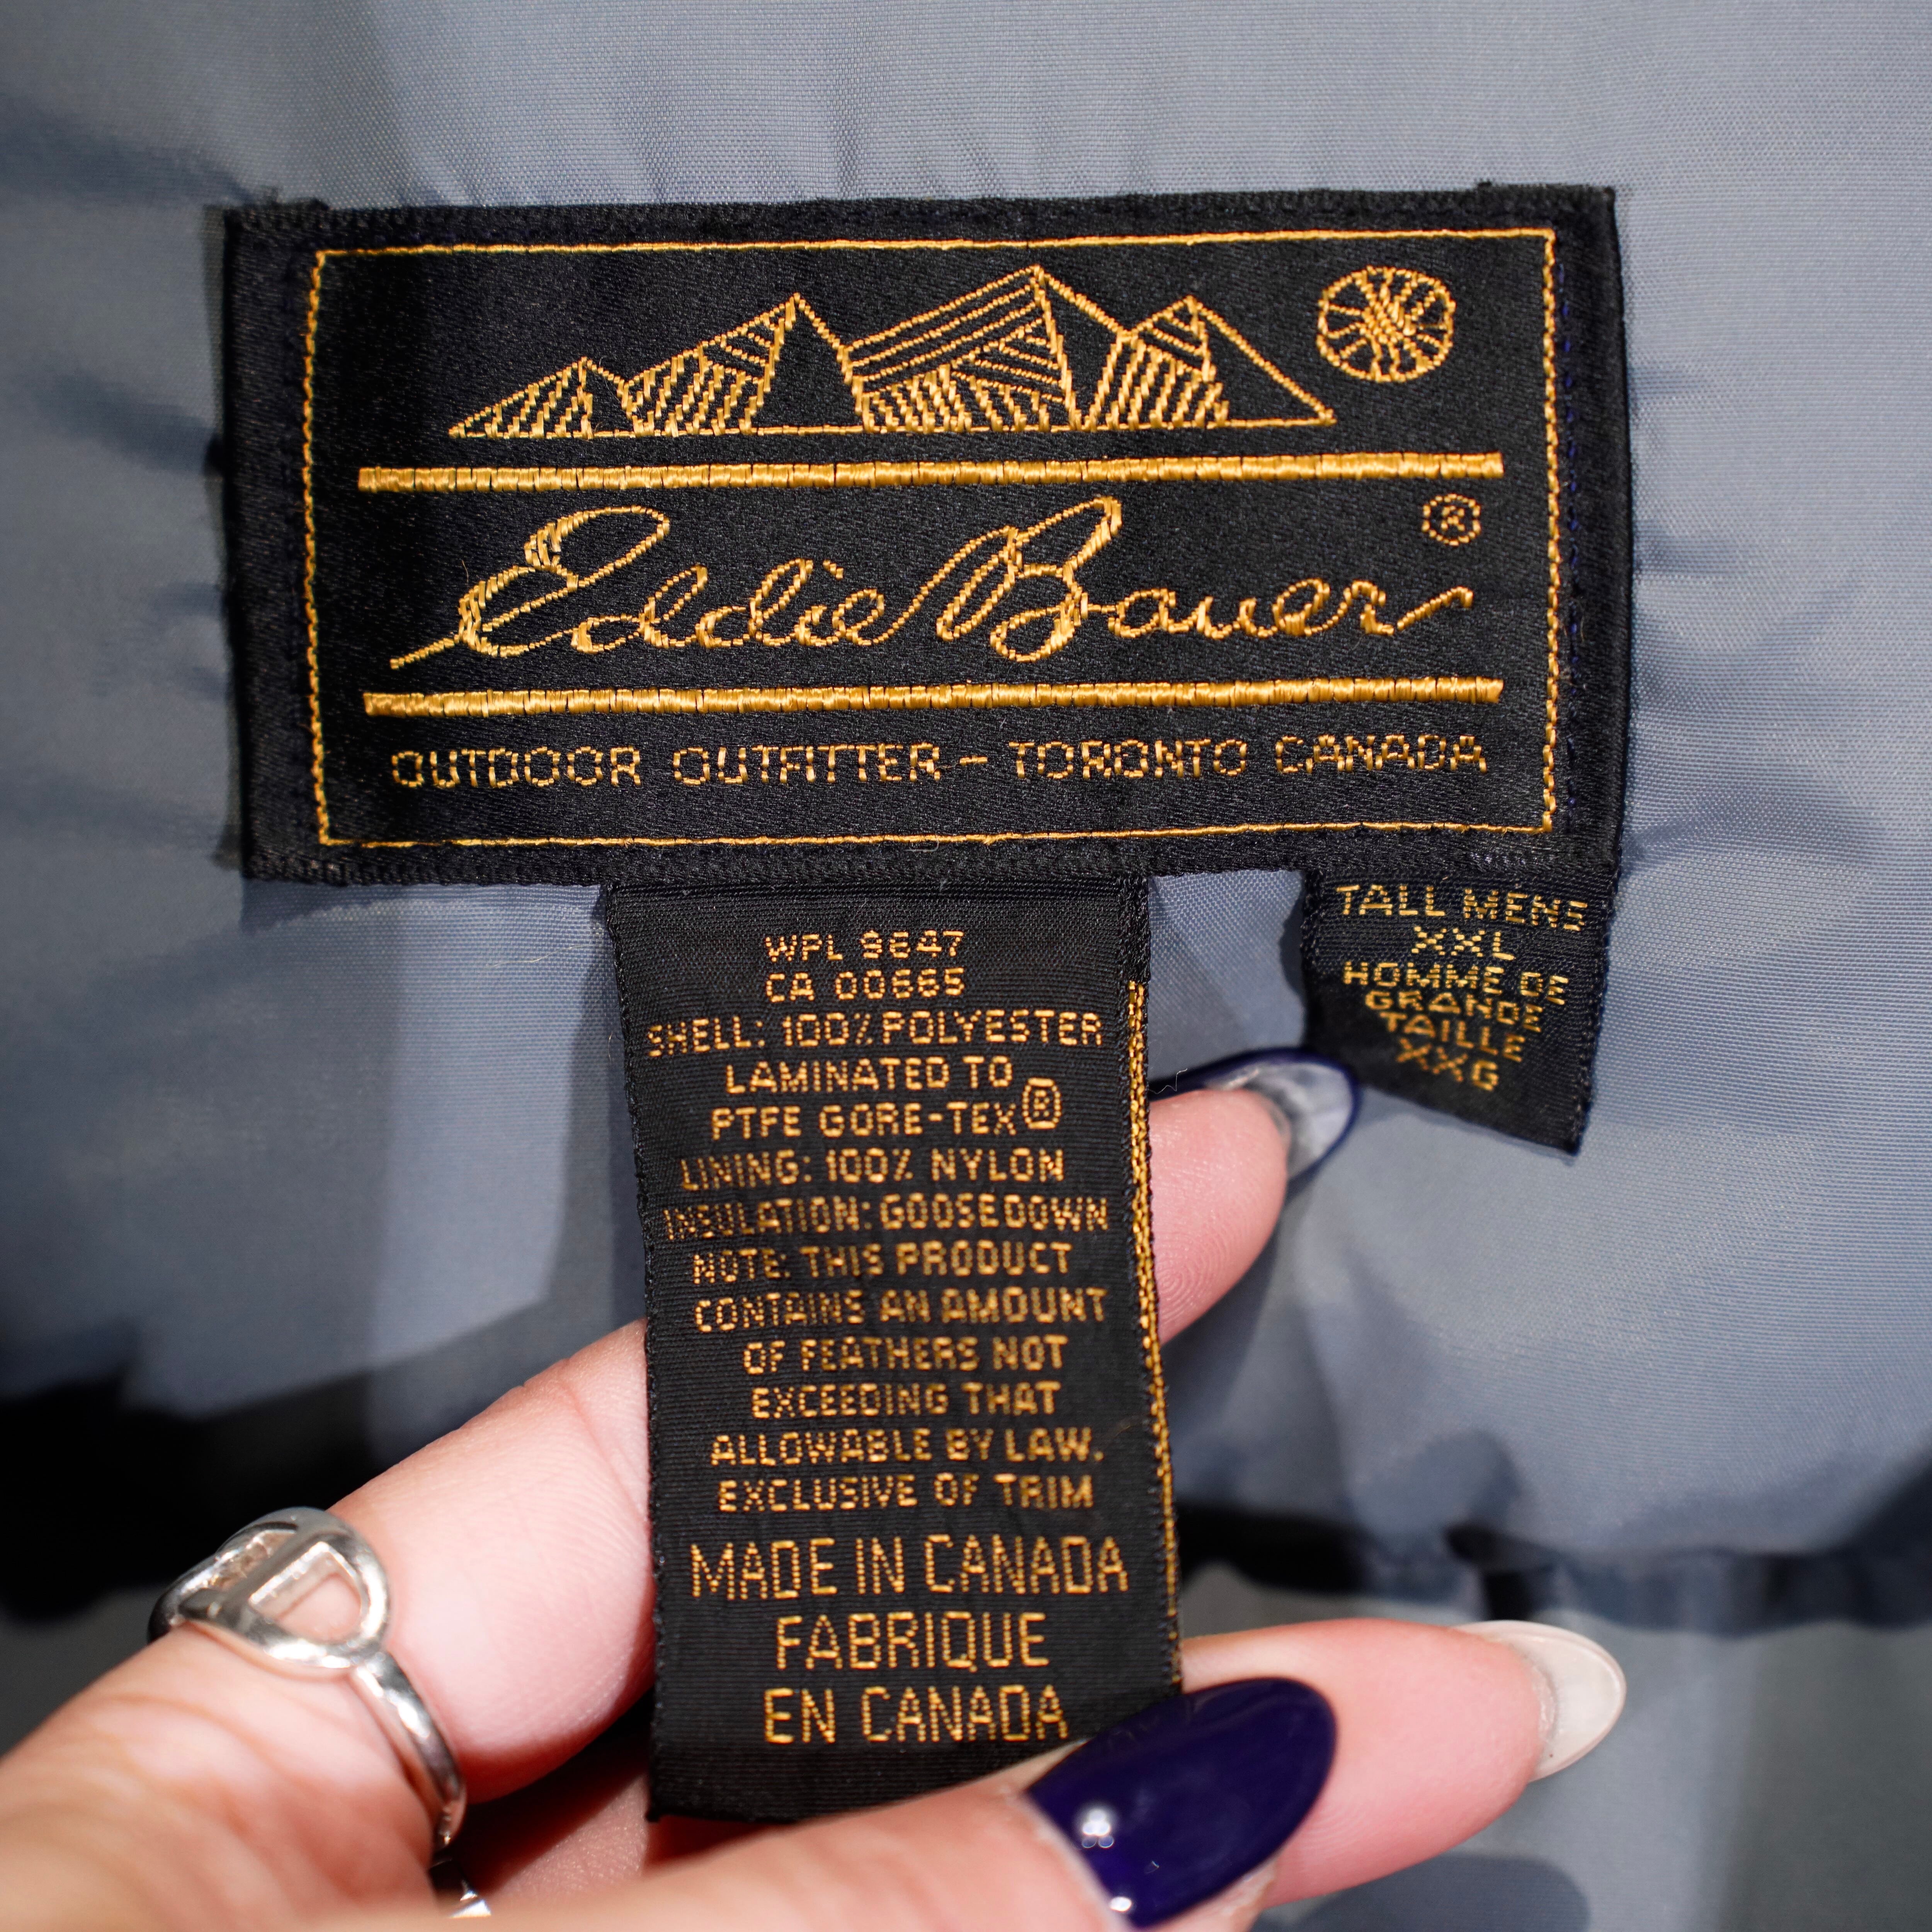 Eddie Bauer ®
OUTDOOR OUTFITTER - TORONTO CANADA
WPL 9647
CA 00665
SHELL: 100% POLYESTER
LAMINATED TO
PTFE GORE-TEX®
LINING: 100% NYLON
INSULATION: GOOSEDOWN
NOTE: THIS PRODUCT
CONTAINS AN AMOUNT
OF FEATHERS NOT
EXCEEDING THAT
ALLOWABLE BY LAW.
EXCLUSIVE OF TRIM
MADE IN CANADA
FABRIQUE
EN CANADA
TALL MENS
XXL
HOMME DE
GRANDE
TAILLE
XXG